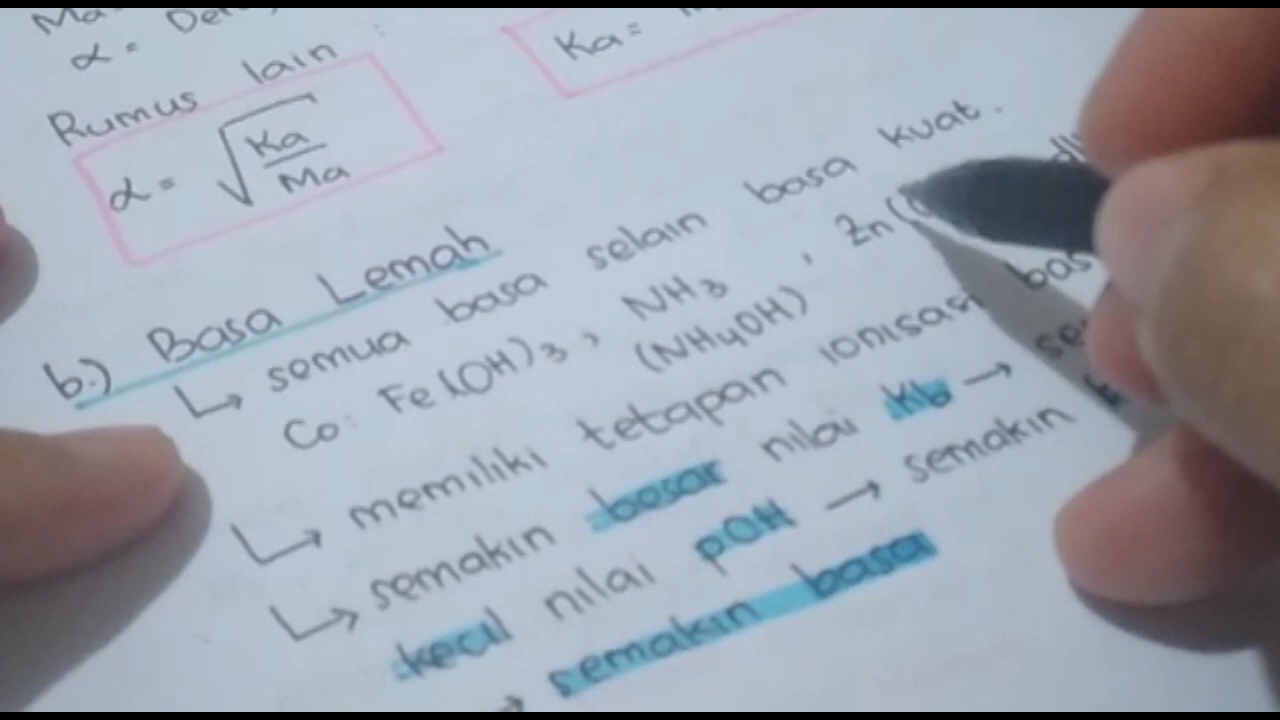 α =
Rumus lain :
α = √Ka/Ma
Ka =
b.) Basa Lemah
↳ semua basa selain basa kuat.
Co: Fe(OH)3, NH3, Zn(
(NH4OH)
↳ memiliki tetapan ionisasi bas
↳ semakin besar nilai Kb → se
kecil nilai pOH → semakin
→ semakin basa